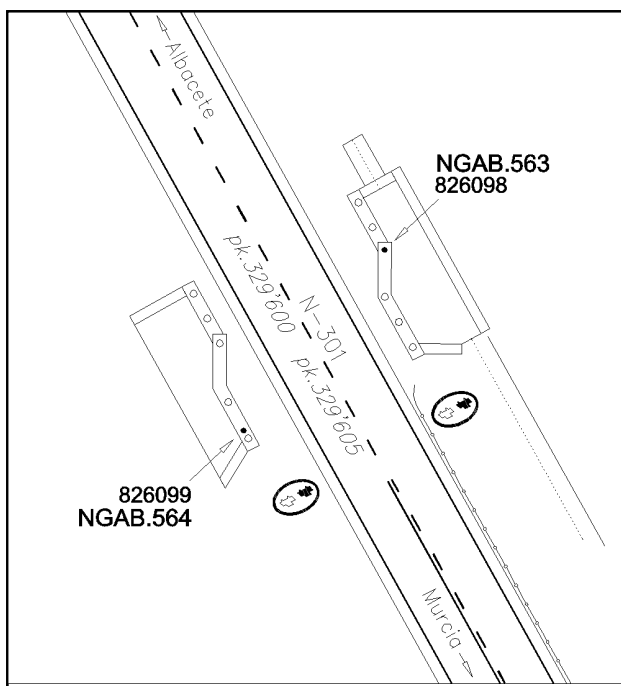 Albacete
NGAB.563
826098
N-301
pk.329'600
pk.329'605
826099
NGAB.564
Murcia